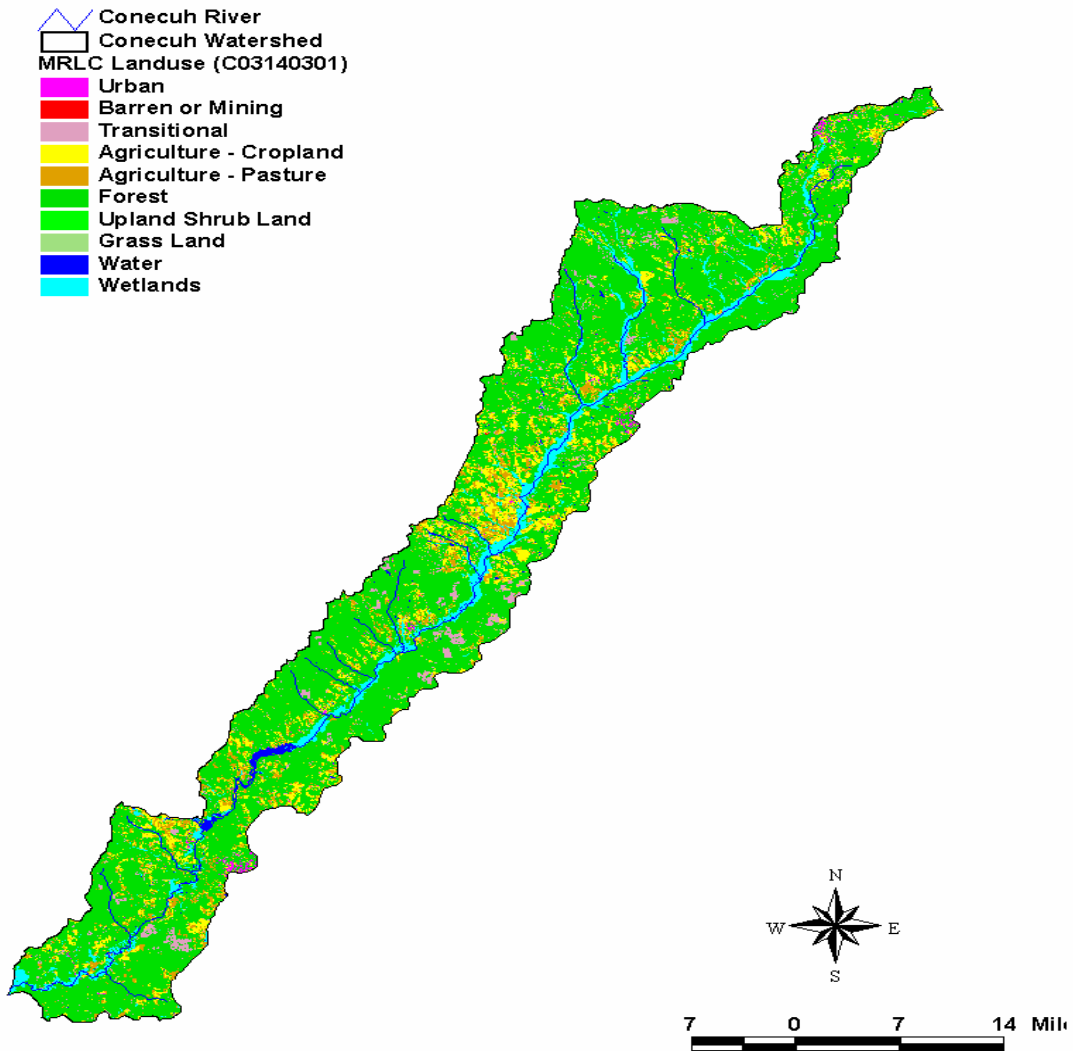 Conecuh River
Conecuh Watershed
MRLC Landuse (C03140301)
Urban
Barren or Mining
Transitional
Agriculture - Cropland
Agriculture - Pasture
Forest
Upland Shrub Land
Grass Land
Water
Wetlands
N
W E
S
7 0 7 14